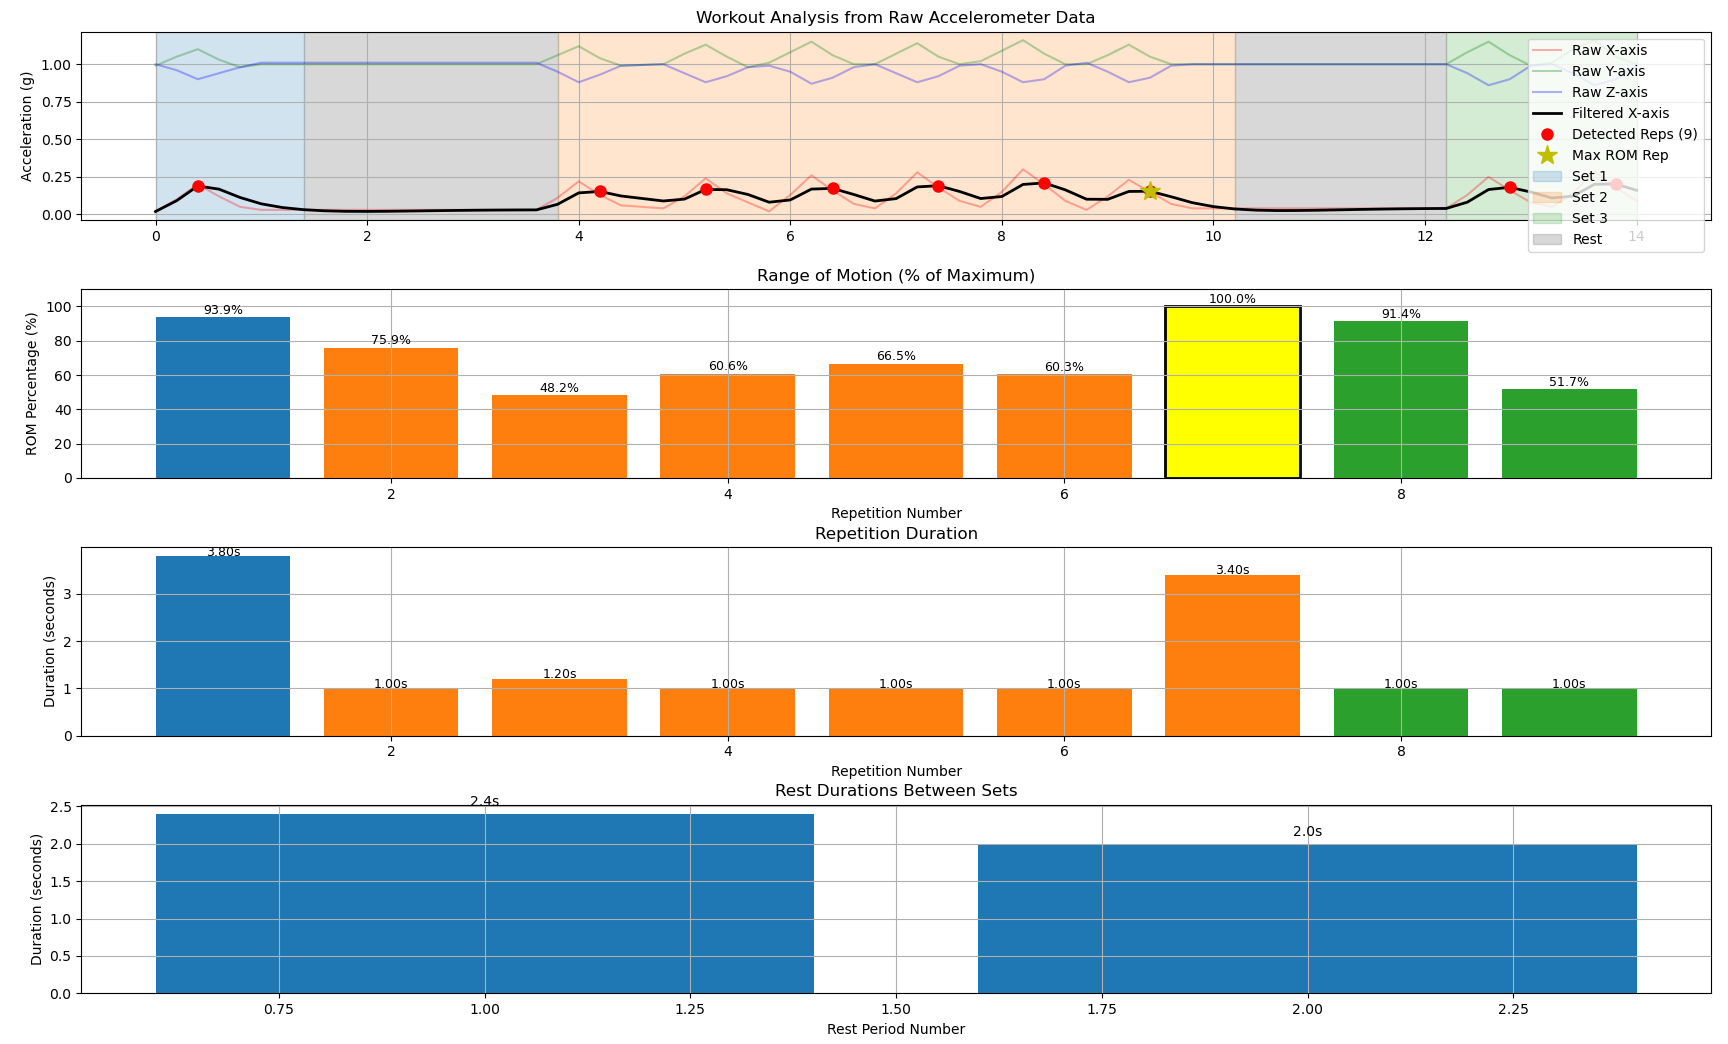 Workout Analysis from Raw Accelerometer Data
Acceleration (g)
1.00
0.75
0.50
0.25
0.00
0 2 4 6 8 10 12 14
Raw X-axis
Raw Y-axis
Raw Z-axis
Filtered X-axis
Detected Reps (9)
Max ROM Rep
Set 1
Set 2
Set 3
Rest
Range of Motion (% of Maximum)
ROM Percentage (%)
100
80
60
40
20
0
93.9% 75.9% 48.2% 60.6% 66.5% 60.3% 100.0% 91.4% 51.7%
2 4 6 8
Repetition Number
Repetition Duration
Duration (seconds)
3
2
1
0
3.80s 1.00s 1.20s 1.00s 1.00s 1.00s 3.40s 1.00s 1.00s
2 4 6 8
Repetition Number
Rest Durations Between Sets
Duration (seconds)
2.5
2.0
1.5
1.0
0.5
0.0
2.4s 2.0s
0.75 1.00 1.25 1.50 1.75 2.00 2.25
Rest Period Number